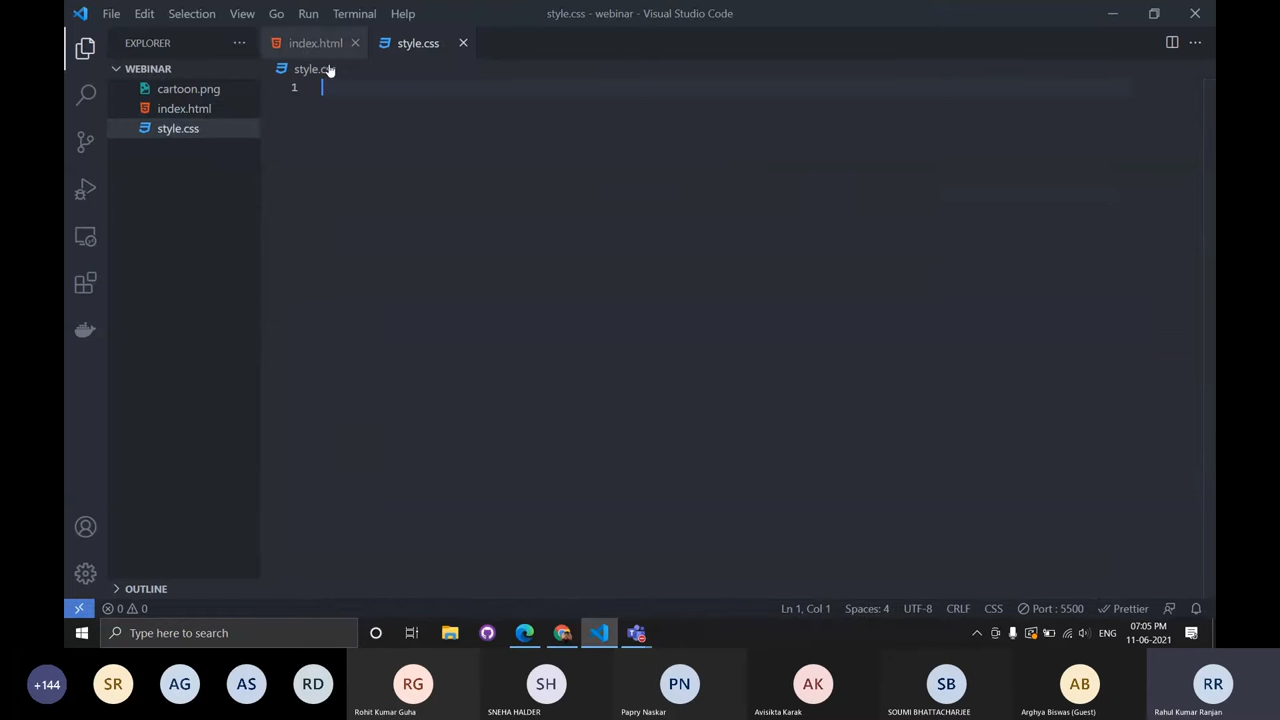 File Edit Selection View Go Run Terminal Help
style.css - webinar - Visual Studio Code
EXPLORER
index.html
style.css
WEBINAR
style.c
cartoon.png
index.html
style.css
1
OUTLINE
0 0
Ln 1, Col 1
Spaces: 4
UTF-8
CRLF
CSS
Port : 5500
Prettier
Type here to search
ENG
07:05 PM
11-06-2021
+144
SR
AG
AS
RD
RG
SH
PN
AK
SB
AB
RR
Rohit Kumar Guha
SNEHA HALDER
Papry Naskar
Avisikta Karak
SOUMI BHATTACHARJEE
Arghya Biswas (Guest)
Rahul Kumar Ranjan